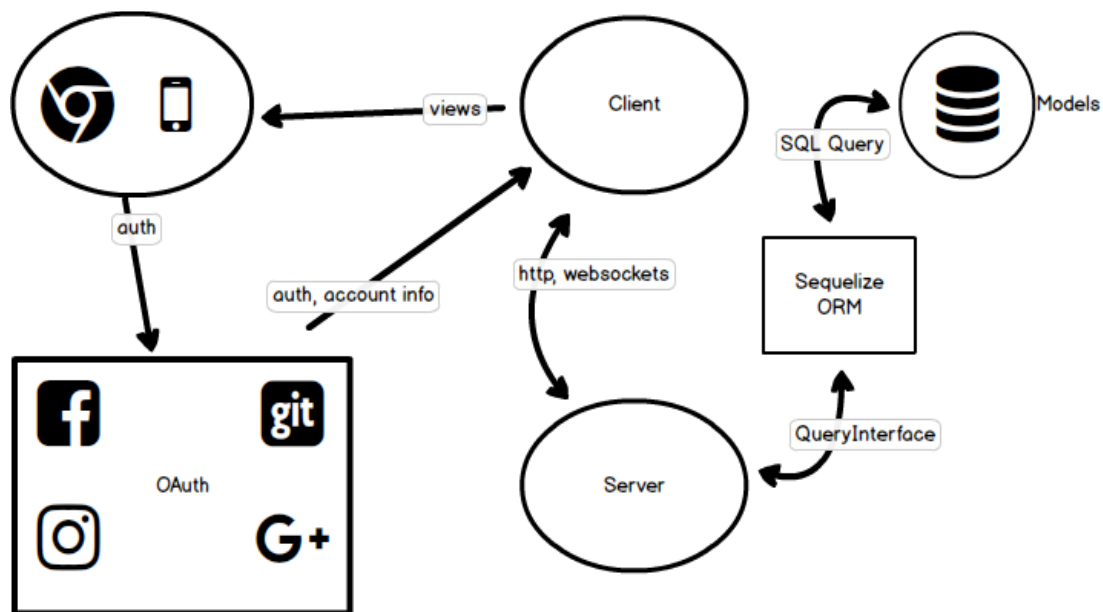 Client
Models
views
SQL Query
auth
http, websockets
auth, account info
Sequelize
ORM
git
QueryInterface
OAuth
Server
G+